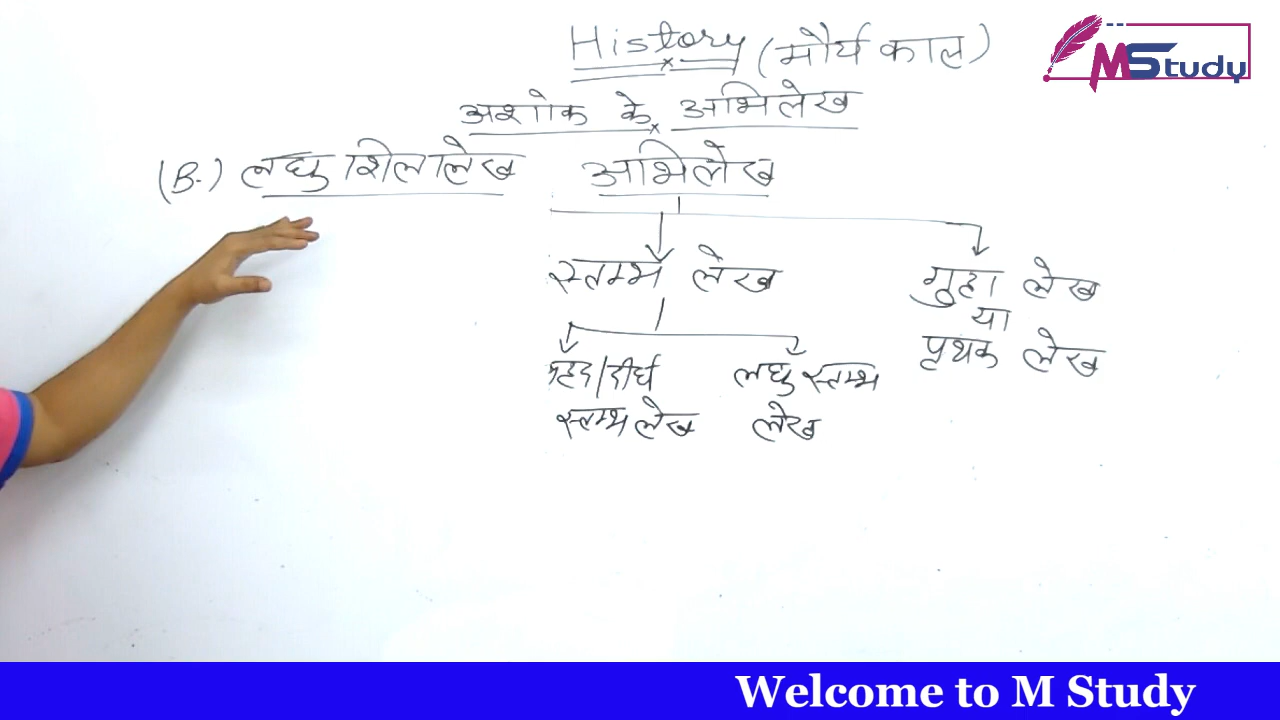 History (मौर्य काल)
MStudy
अशोक के अभिलेख
(B.) लघु शिलालेख अभिलेख
स्तम्भ लेख गुहा लेख
या
पृथक लेख
वृहद/दीर्घ लघु स्तम्भ
स्तम्भ लेख लेख
Welcome to M Study